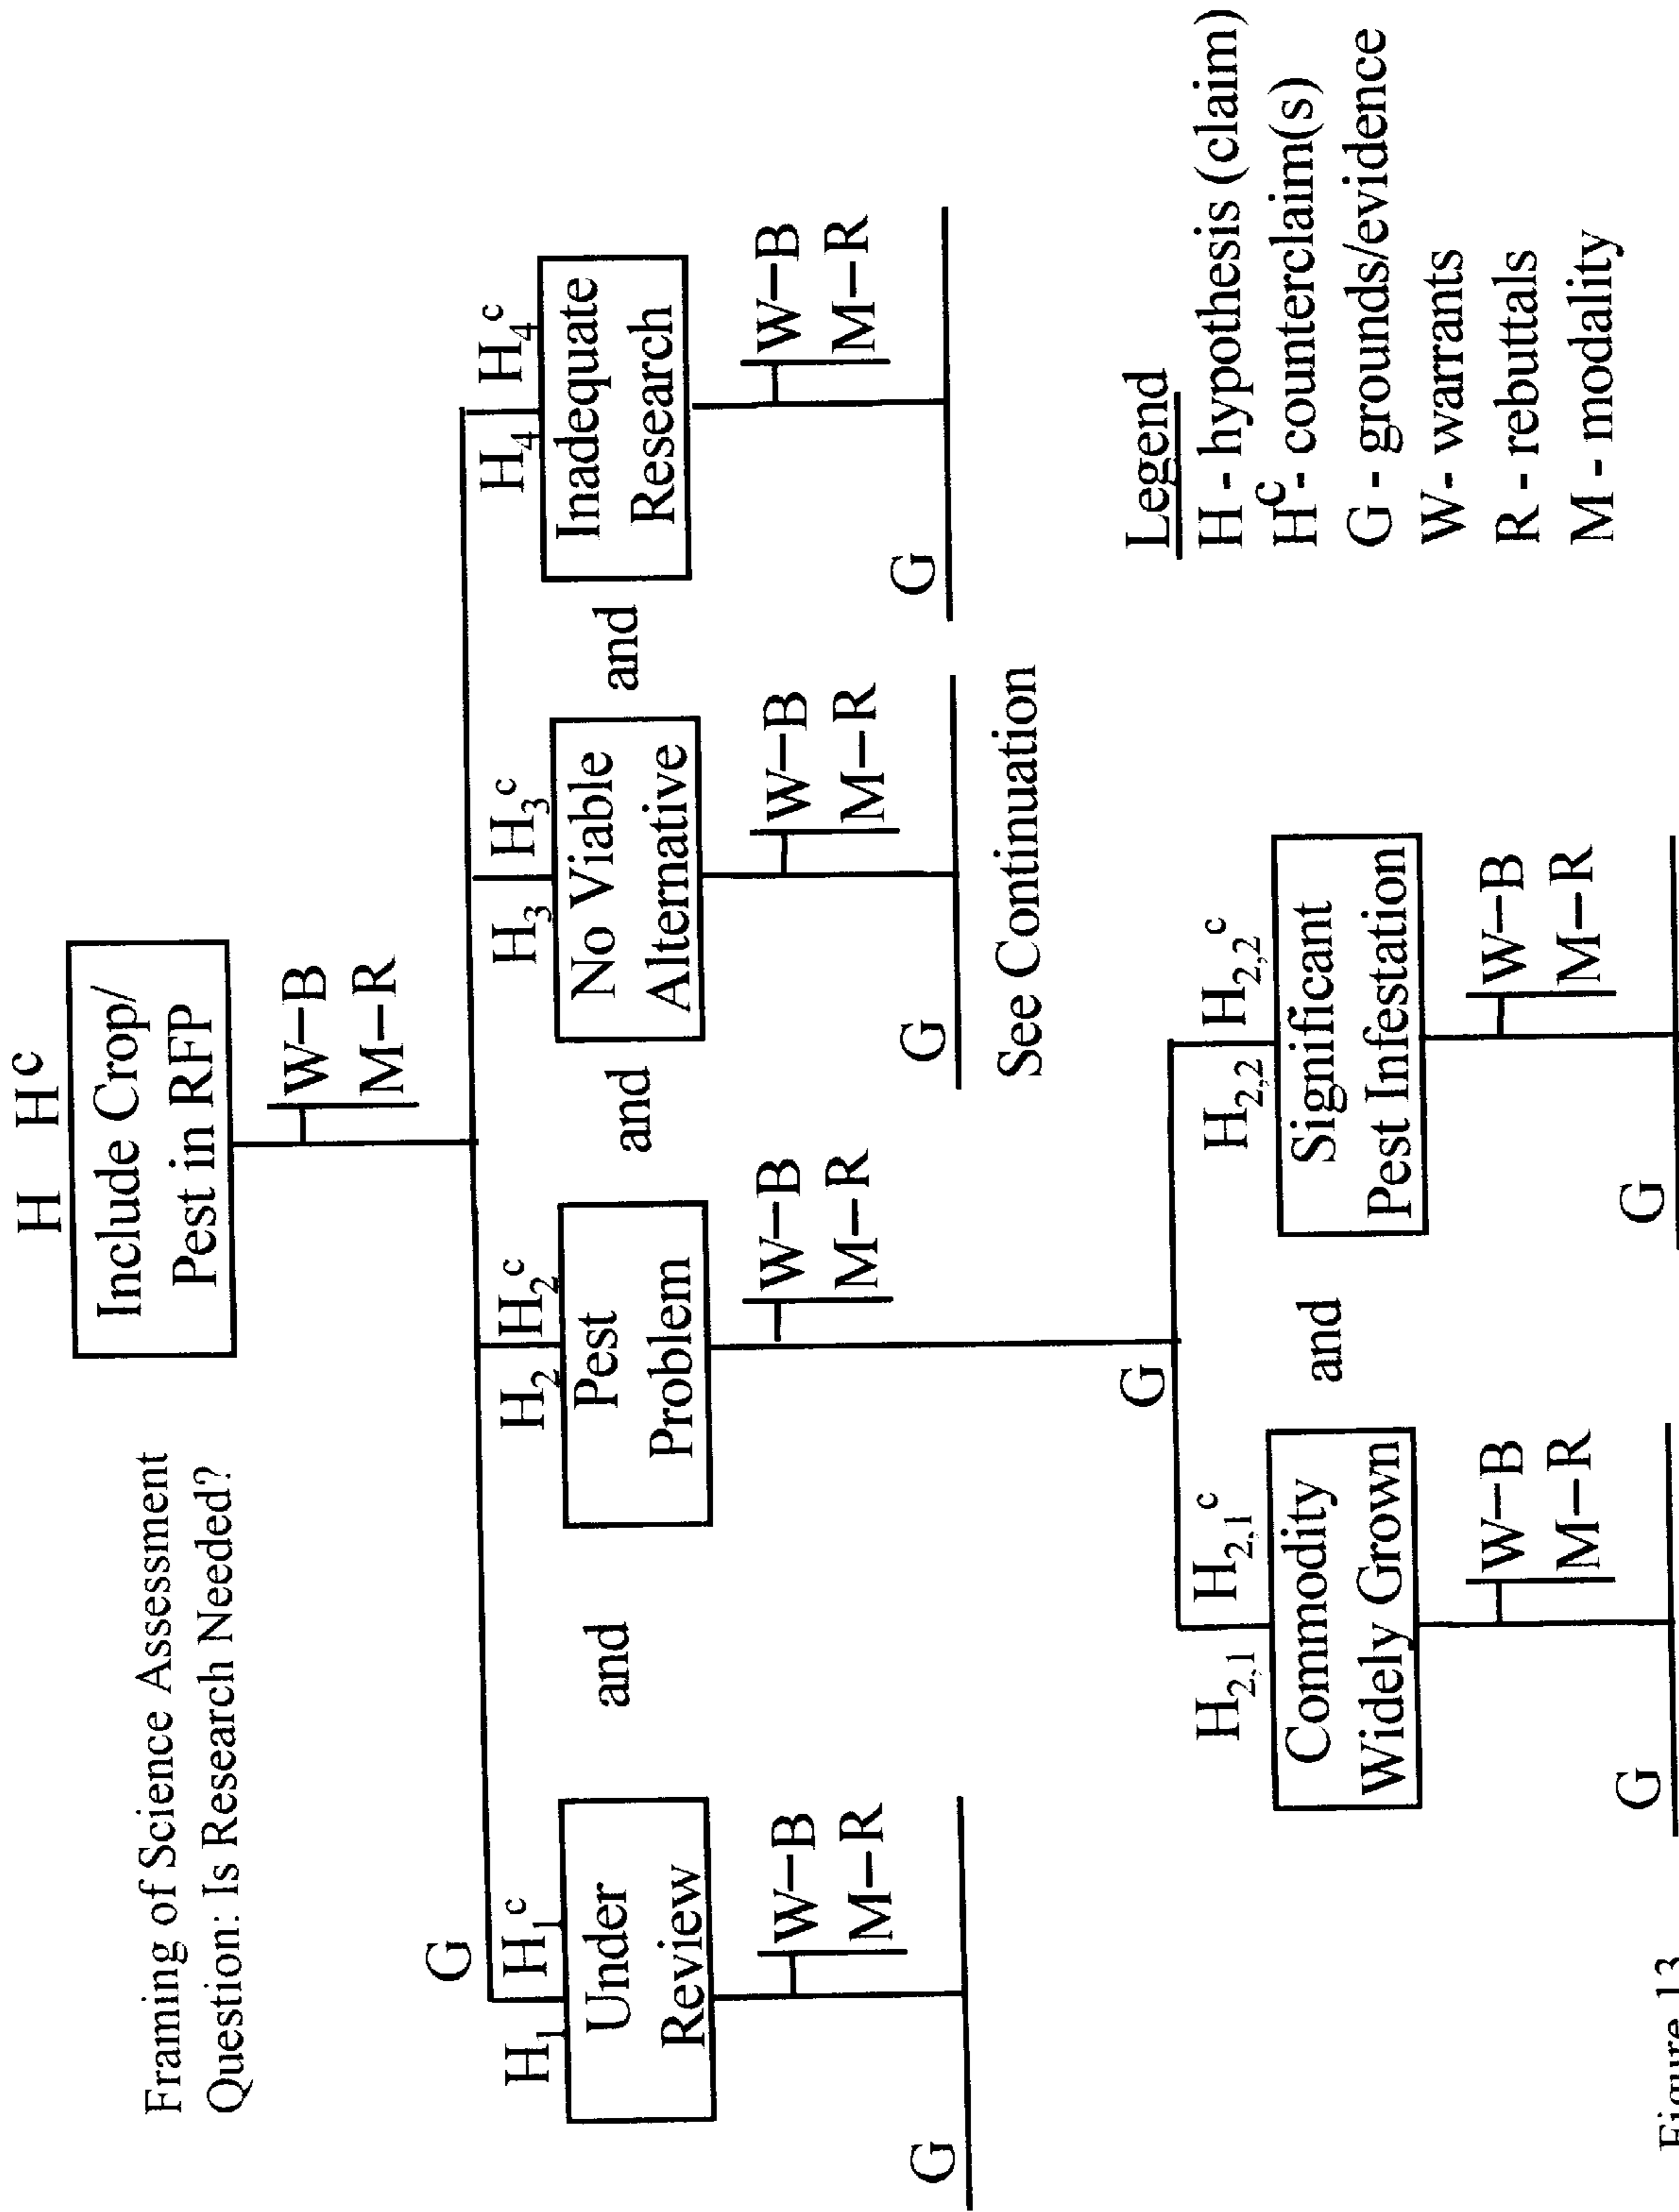 Framing of Science Assessment
Question: Is Research Needed?
H H^c
Include Crop/
Pest in RFP
W–B
M–R
G
H₁ H₁^c
Under
Review
W–B
M–R
G
and
H₂ H₂^c
Pest
Problem
W–B
M–R
and
H₃ H₃^c
No Viable
Alternative
W–B
M–R
G
See Continuation
and
H₄ H₄^c
Inadequate
Research
W–B
M–R
G
G
H₂,₁ H₂,₁^c
Commodity
Widely Grown
W–B
M–R
G
and
H₂,₂ H₂,₂^c
Significant
Pest Infestation
W–B
M–R
G
Legend
H - hypothesis (claim)
H^c - counterclaim(s)
G - grounds/evidence
W - warrants
R - rebuttals
M - modality
Figure 13